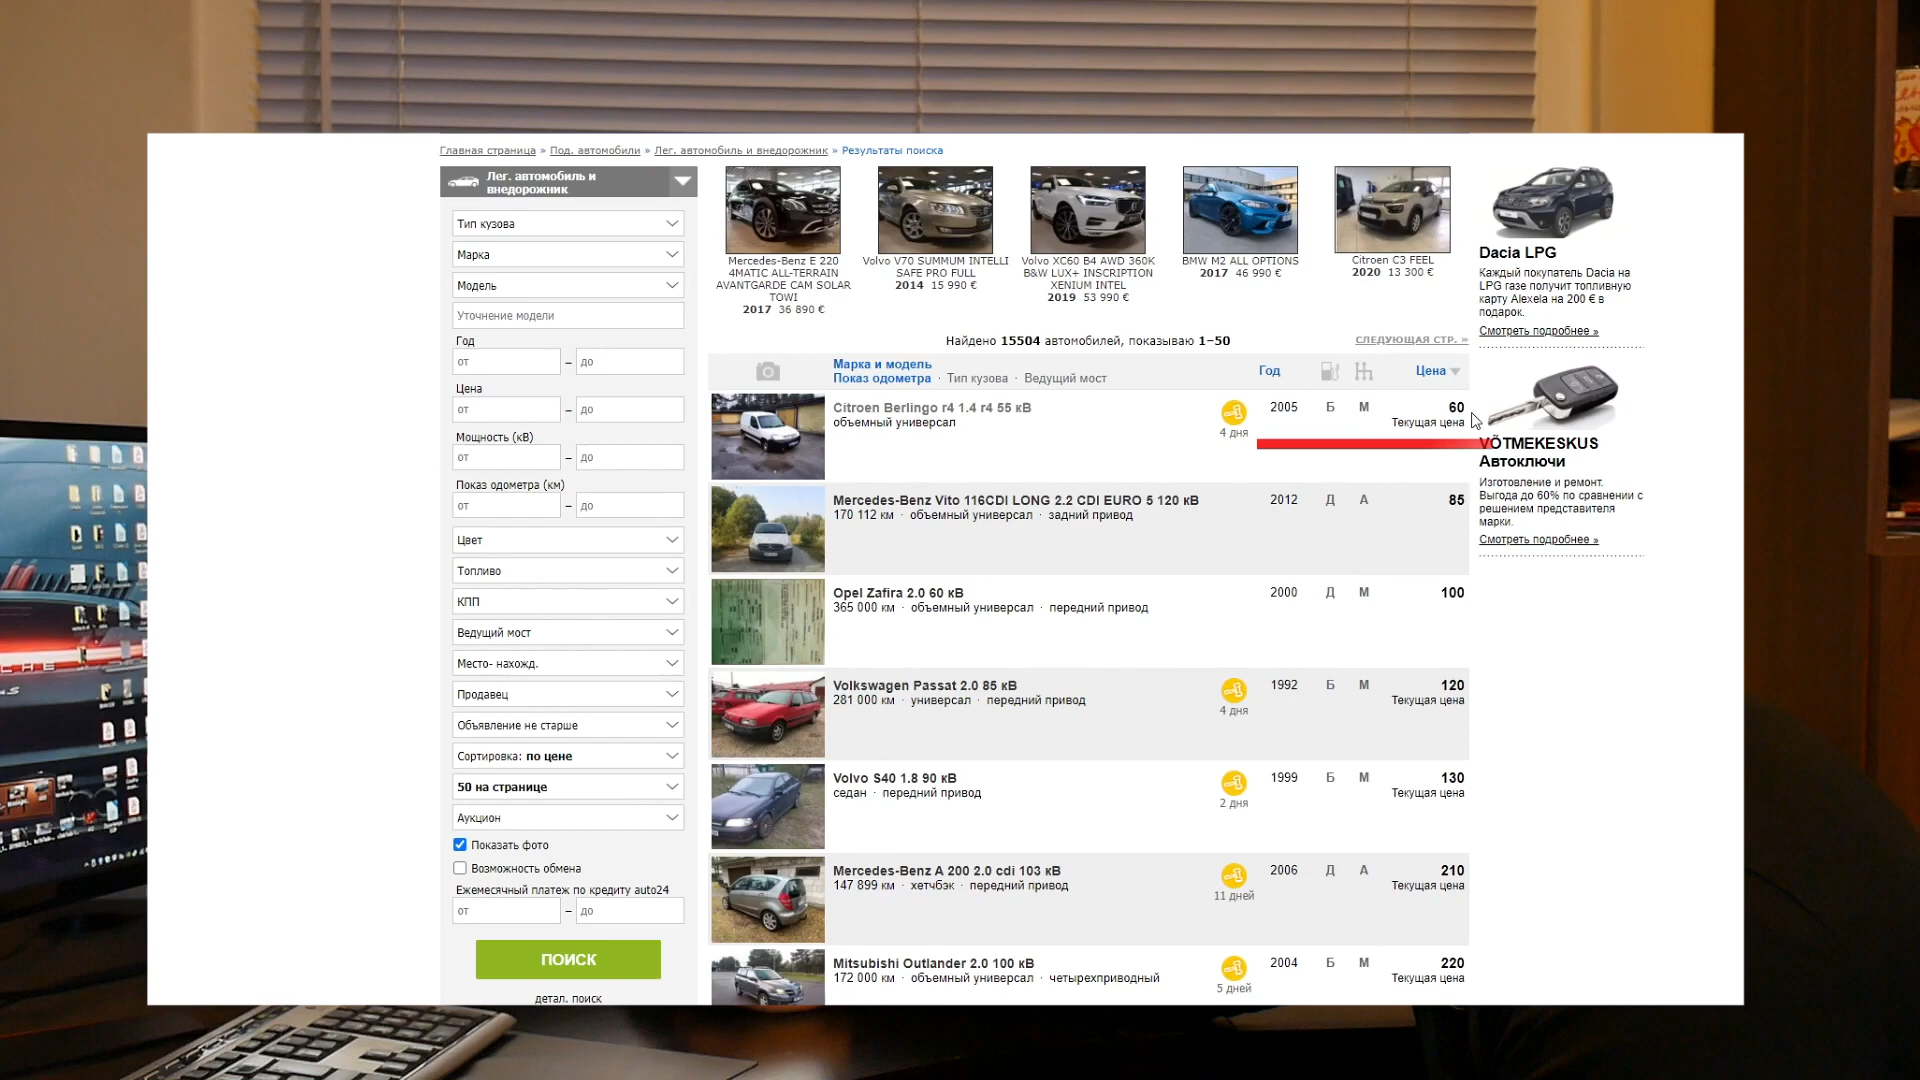 Главная страница » Под. автомобили » Лег. автомобиль и внедорожник » Результаты поиска
Лег. автомобиль и
внедорожник
Тип кузова
Марка
Модель
Уточнение модели
Год
от – до
Цена
от – до
Мощность (кВ)
от – до
Показ одометра (км)
от – до
Цвет
Топливо
КПП
Ведущий мост
Место- нахожд.
Продавец
Объявление не старше
Сортировка: по цене
50 на странице
Аукцион
Показать фото
Возможность обмена
Ежемесячный платеж по кредиту auto24
от – до
ПОИСК
детал. поиск
Mercedes-Benz E 220
4MATIC ALL-TERRAIN
AVANTGARDE CAM SOLAR
TOWI
2017 36 890 €
Volvo V70 SUMMUM INTELLI
SAFE PRO FULL
2014 15 990 €
Volvo XC60 B4 AWD 360K
B&W LUX+ INSCRIPTION
XENIUM INTEL
2019 53 990 €
BMW M2 ALL OPTIONS
2017 46 990 €
Citroen C3 FEEL
2020 13 300 €
Найдено 15504 автомобилей, показываю 1–50
СЛЕДУЮЩАЯ СТР. »
Марка и модель
Показ одометра · Тип кузова · Ведущий мост
Год
Цена
Citroen Berlingo r4 1.4 r4 55 кВ
объемный универсал
4 дня
2005 Б М 60
Текущая цена
Mercedes-Benz Vito 116CDI LONG 2.2 CDI EURO 5 120 кВ
170 112 км · объемный универсал · задний привод
2012 Д А 85
Opel Zafira 2.0 60 кВ
365 000 км · объемный универсал · передний привод
2000 Д М 100
Volkswagen Passat 2.0 85 кВ
281 000 км · универсал · передний привод
4 дня
1992 Б М 120
Текущая цена
Volvo S40 1.8 90 кВ
седан · передний привод
2 дня
1999 Б М 130
Текущая цена
Mercedes-Benz A 200 2.0 cdi 103 кВ
147 899 км · хетчбэк · передний привод
11 дней
2006 Д А 210
Текущая цена
Mitsubishi Outlander 2.0 100 кВ
172 000 км · объемный универсал · четырехприводный
5 дней
2004 Б М 220
Текущая цена
Dacia LPG
Каждый покупатель Dacia на
LPG газе получит топливную
карту Alexela на 200 € в
подарок.
Смотреть подробнее »
VÕTMEKESKUS
Автоключи
Изготовление и ремонт.
Выгода до 60% по сравнении с
решением представителя
марки.
Смотреть подробнее »